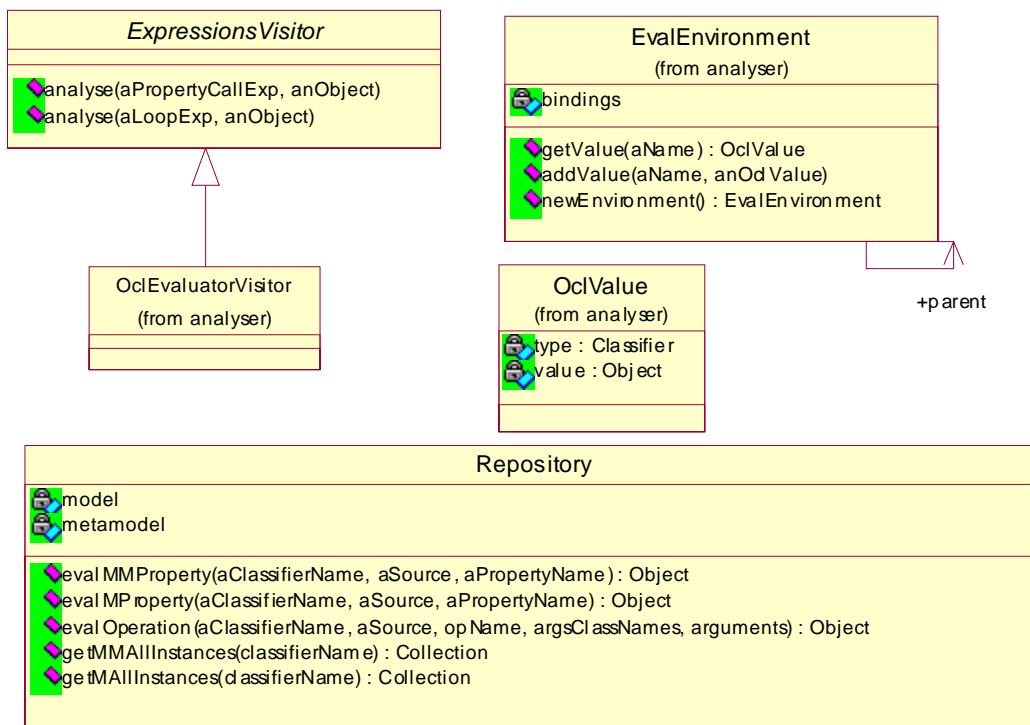 ExpressionsVisitor
analyse(aPropertyCallExp, anObject)
analyse(aLoopExp, anObject)
EvalEnvironment
(from analyser)
bindings
getValue(aName) : OclValue
addValue(aName, anOclValue)
newEnvironment() : EvalEnvironment
+parent
OclEvaluatorVisitor
(from analyser)
OclValue
(from analyser)
type : Classifier
value : Object
Repository
model
metamodel
evalMMProperty(aClassifierName, aSource, aPropertyName) : Object
evalMProperty(aClassifierName, aSource, aPropertyName) : Object
evalOperation(aClassifierName, aSource, opName, argsClassNames, arguments) : Object
getMMAllInstances(classifierName) : Collection
getMAllInstances(classifierName) : Collection